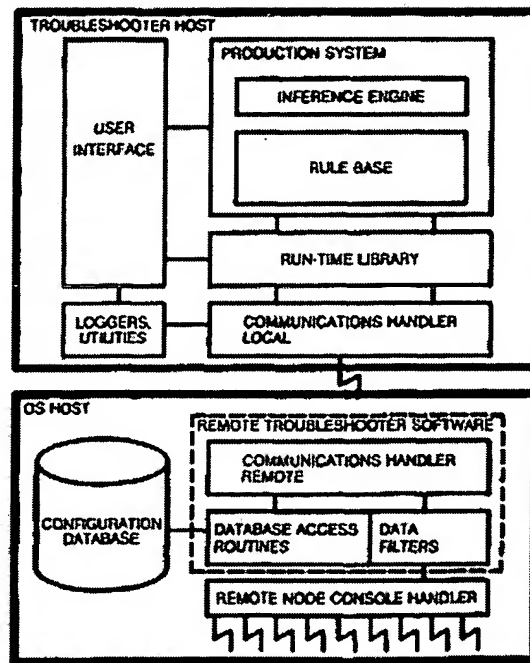 TROUBLESHOOTER HOST
PRODUCTION SYSTEM
INFERENCE ENGINE
USER
INTERFACE
RULE BASE
RUN-TIME LIBRARY
LOGGERS,
UTILITIES
COMMUNICATIONS HANDLER
LOCAL
OS HOST
REMOTE TROUBLESHOOTER SOFTWARE
COMMUNICATIONS HANDLER
REMOTE
CONFIGURATION
DATABASE
DATABASE ACCESS
ROUTINES
DATA
FILTERS
REMOTE NODE CONSOLE HANDLER